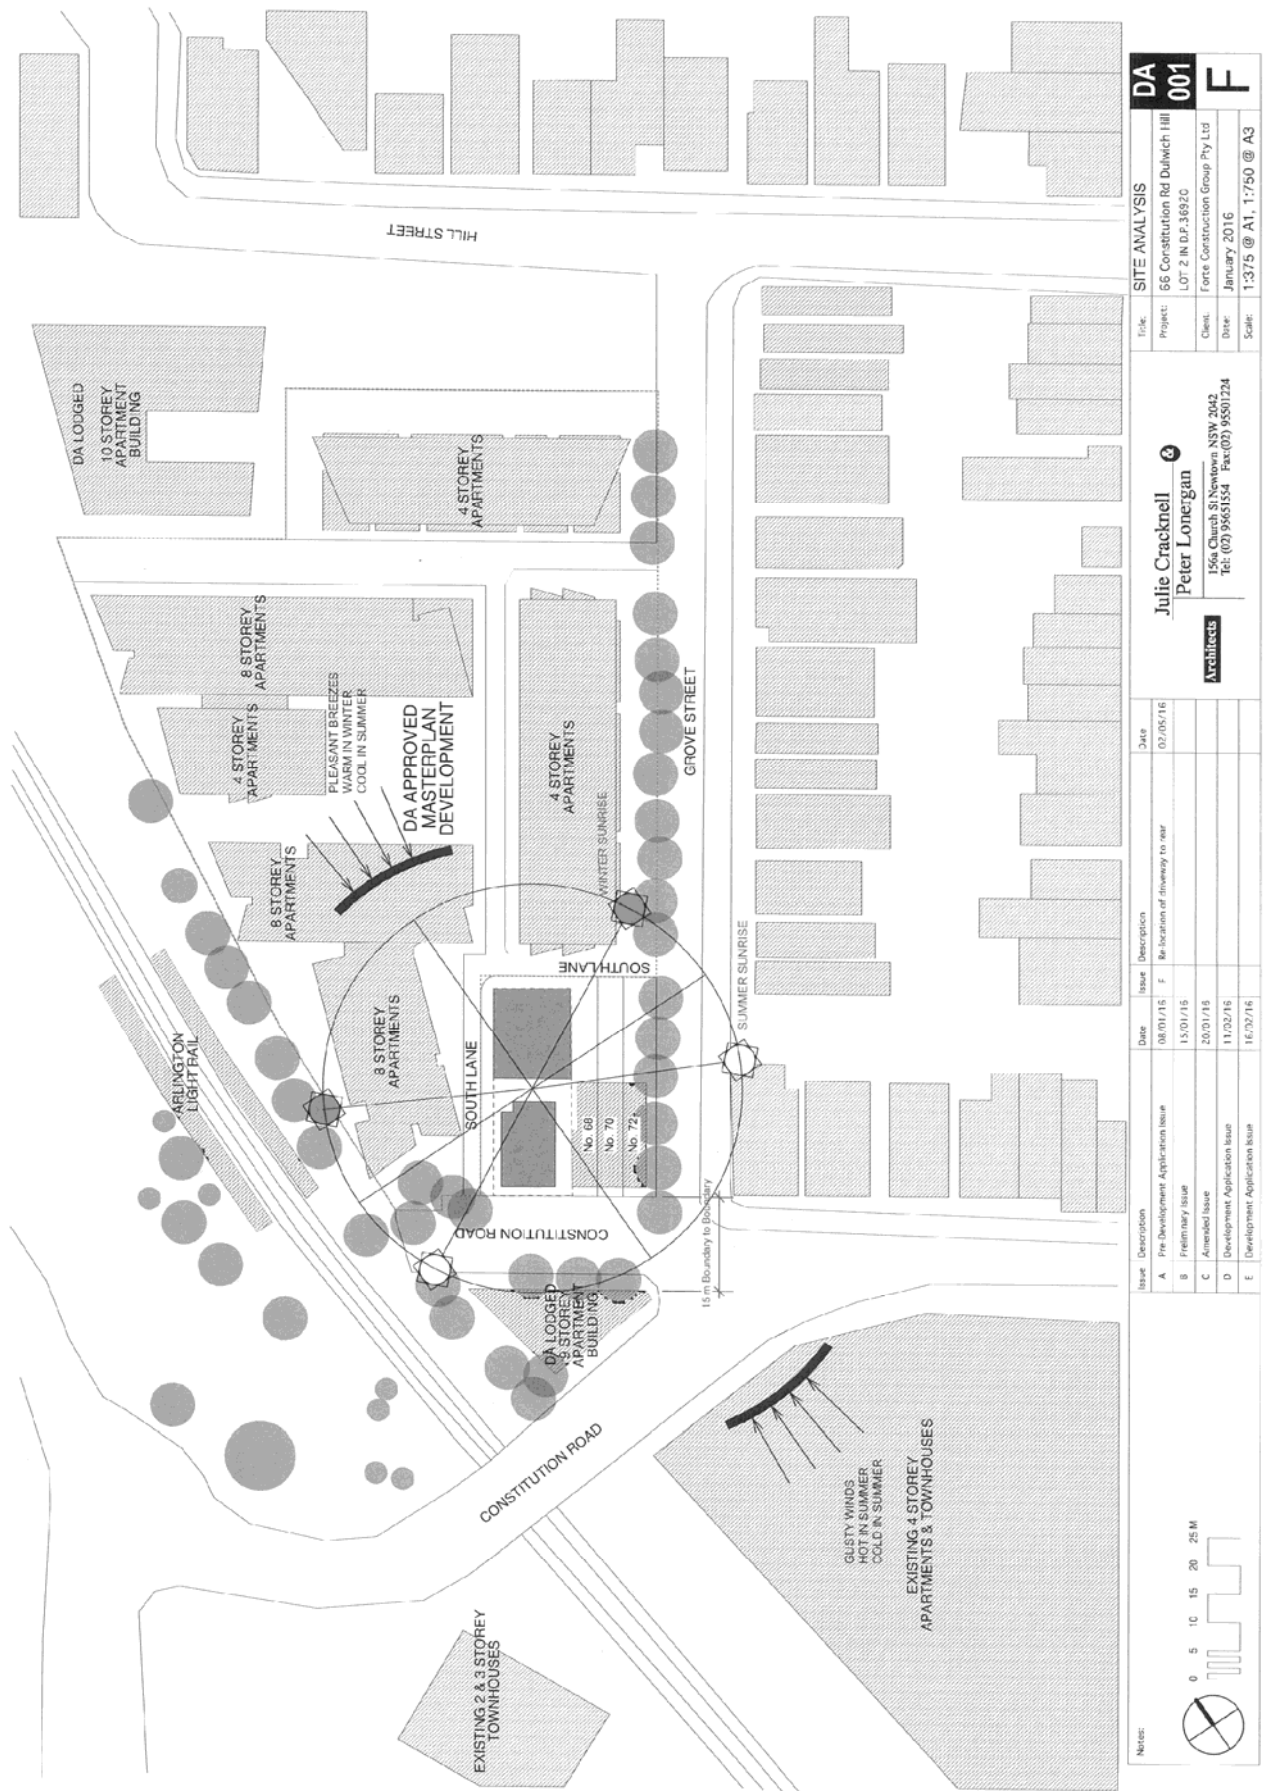 HILL STREET
DA LODGED
10 STOREY
APARTMENT
BUILDING
4 STOREY
APARTMENTS
8 STOREY
APARTMENTS
4 STOREY
APARTMENTS
PLEASANT BREEZES
WARM IN WINTER
COOL IN SUMMER
DA APPROVED
MASTERPLAN
DEVELOPMENT
4 STOREY
APARTMENTS
GROVE STREET
8 STOREY
APARTMENTS
WINTER SUNRISE
SOUTH LANE
SUMMER SUNRISE
ARLINGTON
LIGHT RAIL
8 STOREY
APARTMENTS
SOUTH LANE
No. 68
No. 70
No. 72
CONSTITUTION ROAD
15 m Boundary to Boundary
DA LODGED
9 STOREY
APARTMENT
BUILDING
CONSTITUTION ROAD
GUSTY WINDS
HOT IN SUMMER
COLD IN SUMMER
EXISTING 4 STOREY
APARTMENTS & TOWNHOUSES
EXISTING 2 & 3 STOREY
TOWNHOUSES
Notes:
0 5 10 15 20 25 M
Issue Description Date Issue Description Date
A Pre-Development Application Issue 08/01/16 F Re-location of driveway to rear 02/05/16
B Preliminary Issue 15/01/16
C Amended Issue 20/01/16
D Development Application Issue 11/02/16
E Development Application Issue 16/02/16
Architects
Julie Cracknell &
Peter Lonergan
156a Church St Newtown NSW 2042
Tel: (02) 95651554 Fax:(02) 95501224
Title: SITE ANALYSIS
Project: 66 Constitution Rd Dulwich Hill
LOT 2 IN D.P.36920
Client: Forte Construction Group Pty Ltd
Date: January 2016
Scale: 1:375 @ A1, 1:750 @ A3
DA
001
F